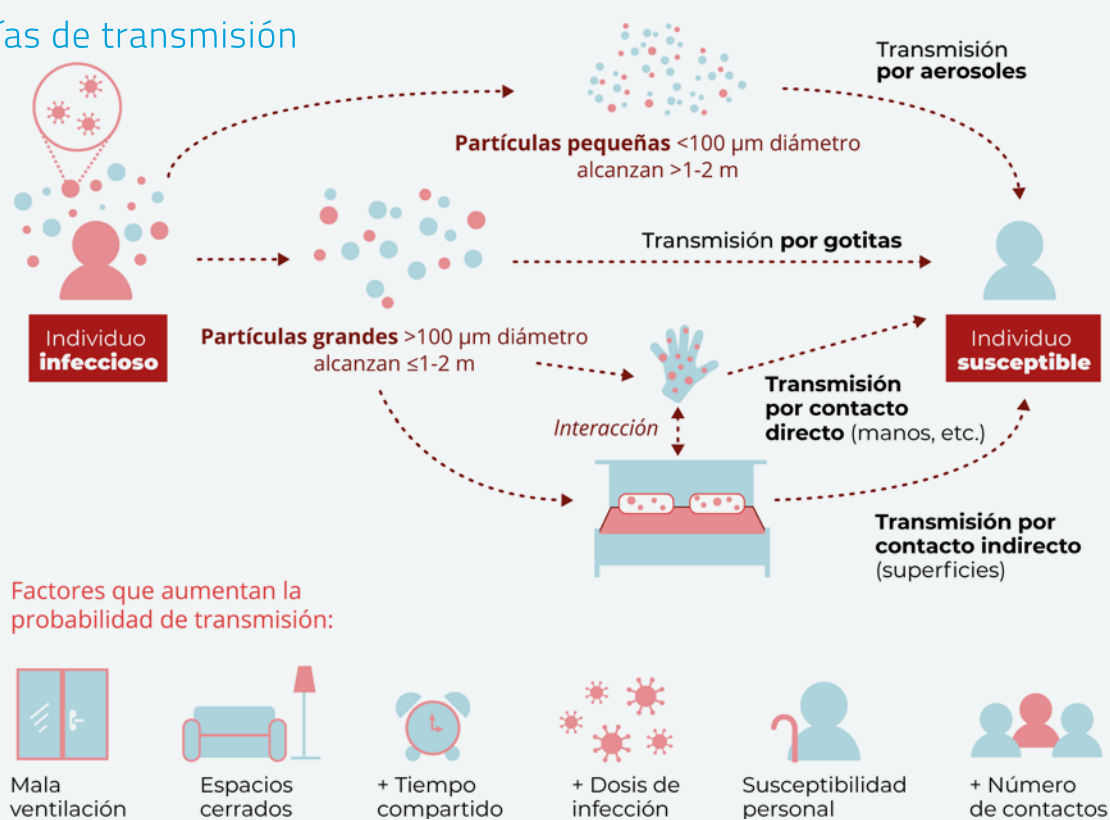 ías de transmisión
Transmisión
por aerosoles
Partículas pequeñas <100 μm diámetro
alcanzan >1-2 m
Transmisión por gotitas
Individuo
infeccioso
Partículas grandes >100 μm diámetro
alcanzan ≤1-2 m
Individuo
susceptible
Transmisión
por contacto
directo (manos, etc.)
Interacción
Transmisión por
contacto indirecto
(superficies)
Factores que aumentan la
probabilidad de transmisión:
Mala
ventilación
Espacios
cerrados
+ Tiempo
compartido
+ Dosis de
infección
Susceptibilidad
personal
+ Número
de contactos